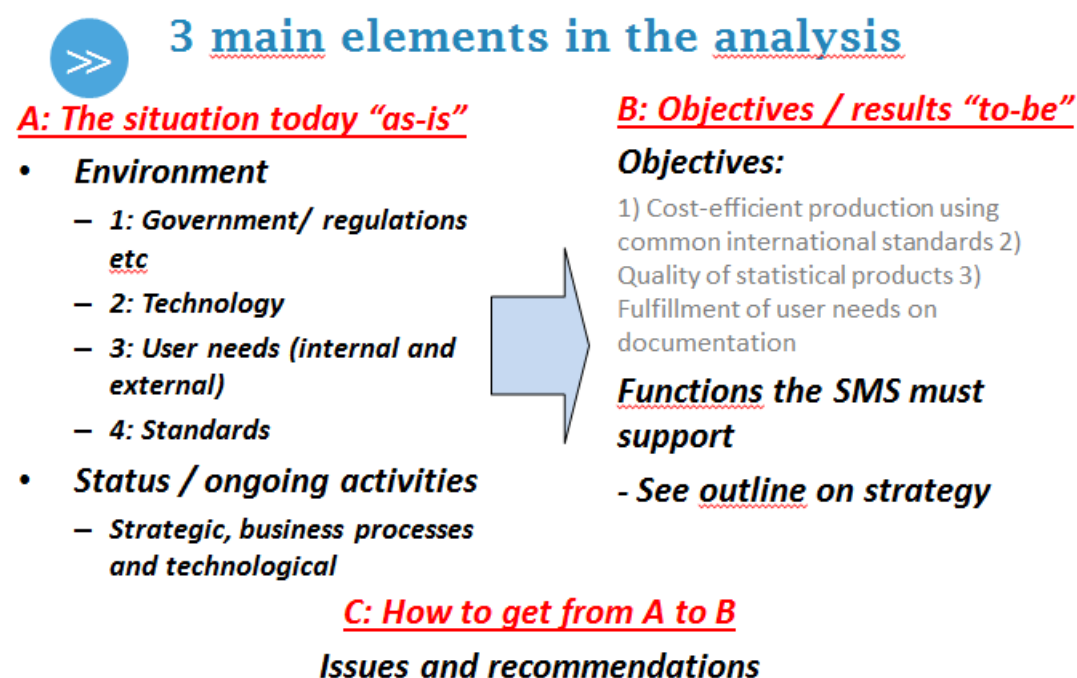 3 main elements in the analysis
A: The situation today “as-is”
• Environment
– 1: Government/ regulations
etc
– 2: Technology
– 3: User needs (internal and
external)
– 4: Standards
• Status / ongoing activities
– Strategic, business processes
and technological
B: Objectives / results “to-be”
Objectives:
1) Cost-efficient production using
common international standards 2)
Quality of statistical products 3)
Fulfillment of user needs on
documentation
Functions the SMS must
support
- See outline on strategy
C: How to get from A to B
Issues and recommendations